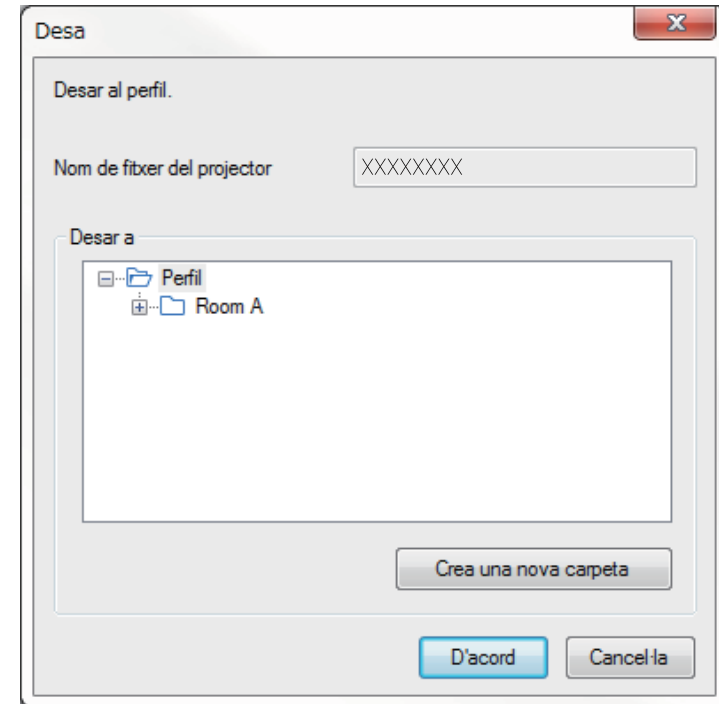 Desa
Desar al perfil.
Nom de fitxer del projector XXXXXXXX
Desar a
Perfil
Room A
Crea una nova carpeta
D'acord Cancel·la